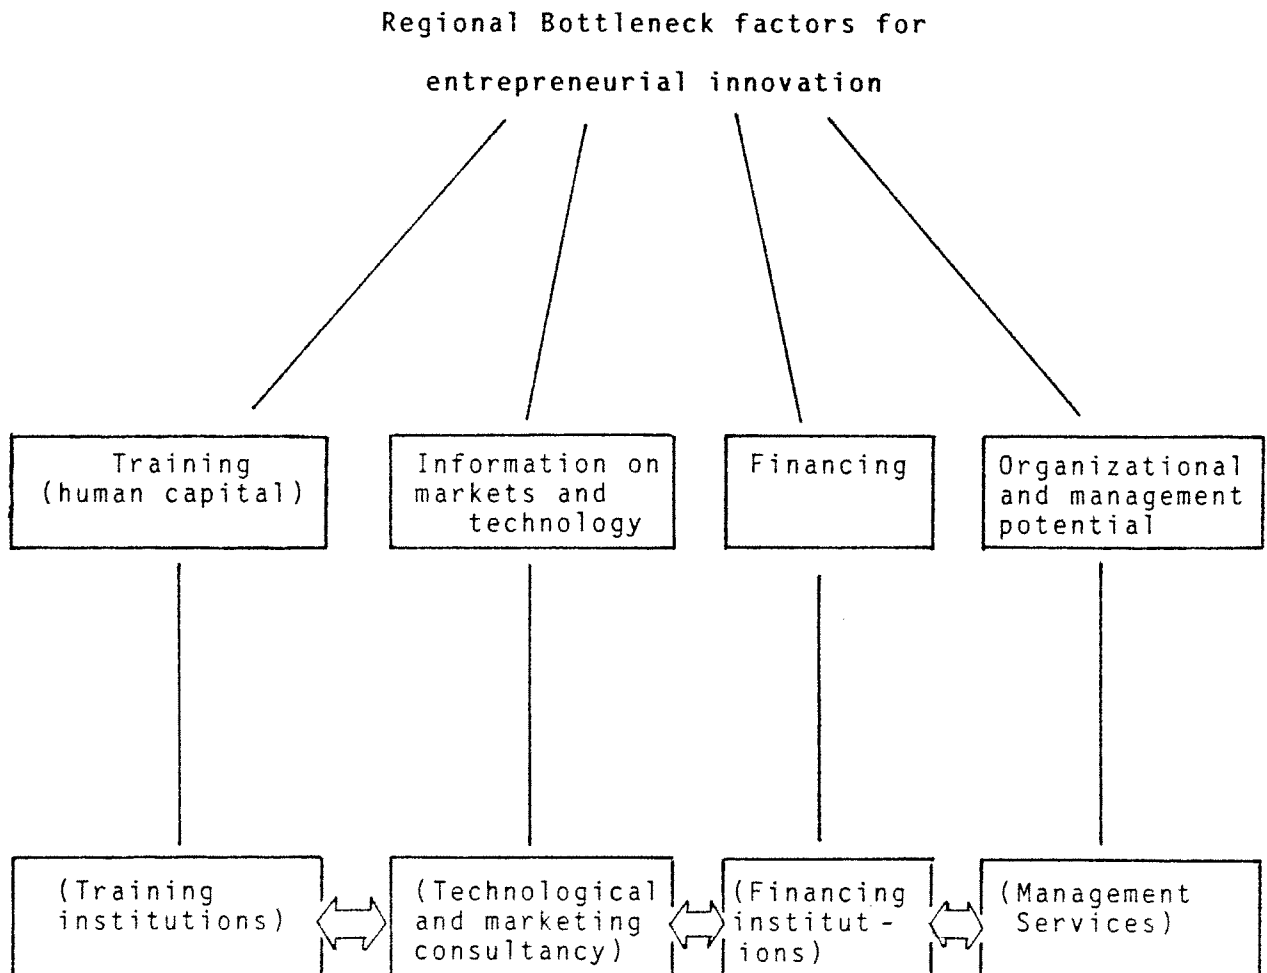 Regional Bottleneck factors for
entrepreneurial innovation
Training
(human capital)
Information on
markets and
technology
Financing
Organizational
and management
potential
(Training
institutions)
(Technological
and marketing
consultancy)
(Financing
institut-
ions)
(Management
Services)